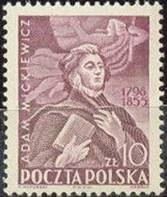 ADAM MICKIEWICZ
1798
1855
ZŁ 10
POCZTA POLSKA